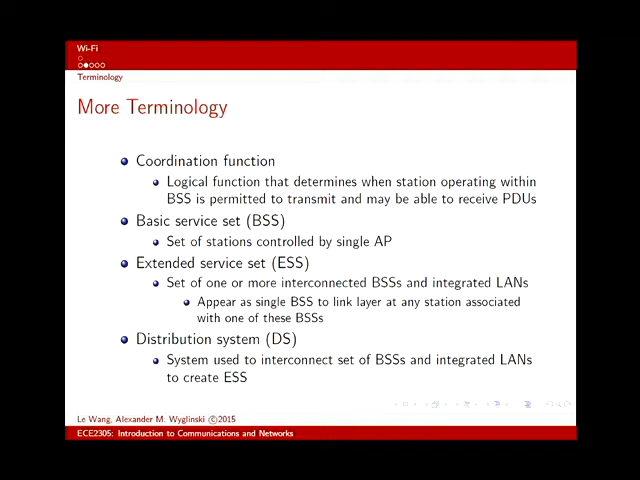 Wi-Fi
Terminology
More Terminology
Coordination function
Logical function that determines when station operating within
BSS is permitted to transmit and may be able to receive PDUs
Basic service set (BSS)
Set of stations controlled by single AP
Extended service set (ESS)
Set of one or more interconnected BSSs and integrated LANs
Appear as single BSS to link layer at any station associated
with one of these BSSs
Distribution system (DS)
System used to interconnect set of BSSs and integrated LANs
to create ESS
Le Wang, Alexander M. Wyglinski ©2015
ECE2305: Introduction to Communications and Networks